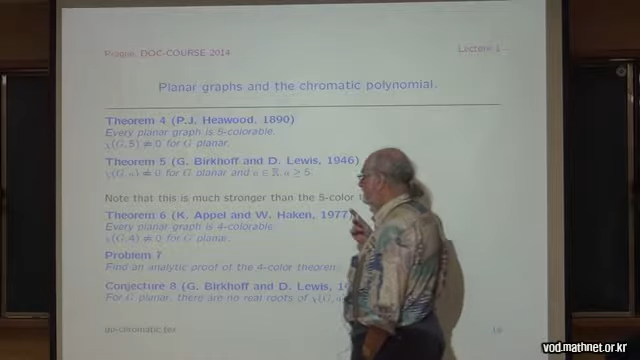 Prague, DOC-COURSE 2014
Lecture 1
Planar graphs and the chromatic polynomial.
Theorem 4 (P.J. Heawood, 1890)
Every planar graph is 5-colorable.
χ(G,5) ≠ 0 for G planar.
Theorem 5 (G. Birkhoff and D. Lewis, 1946)
χ(G,a) ≠ 0 for G planar and a ∈ ℝ, a ≥ 5.
Note that this is much stronger than the 5-color
Theorem 6 (K. Appel and W. Haken, 1977)
Every planar graph is 4-colorable.
χ(G,4) ≠ 0 for G planar.
Problem 7
Find an analytic proof of the 4-color theorem.
Conjecture 8 (G. Birkhoff and D. Lewis,
For G planar, there are no real roots of χ(G,
vod.mathnet.or.kr